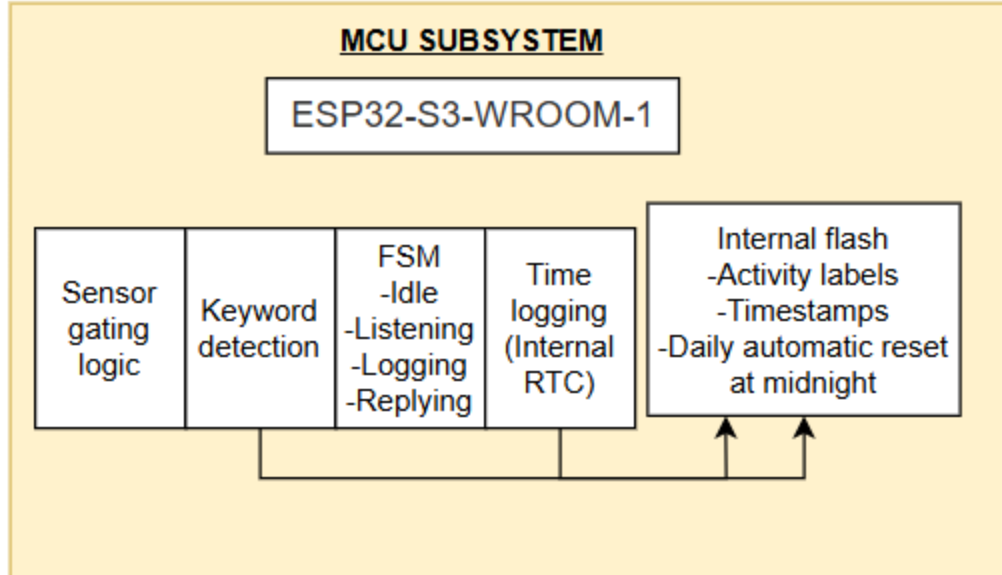 MCU SUBSYSTEM
ESP32-S3-WROOM-1
Sensor
gating
logic
Keyword
detection
FSM
-Idle
-Listening
-Logging
-Replying
Time
logging
(Internal
RTC)
Internal flash
-Activity labels
-Timestamps
-Daily automatic reset
at midnight